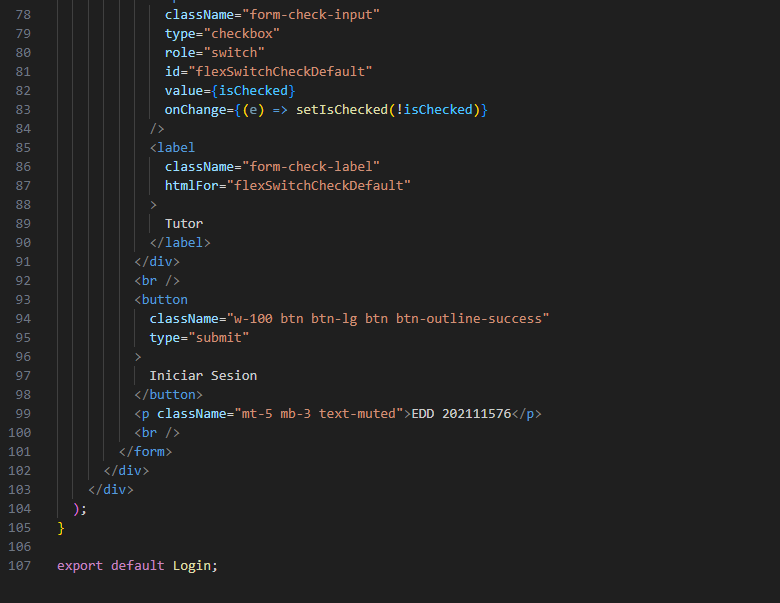 78 className="form-check-input"
79 type="checkbox"
80 role="switch"
81 id="flexSwitchCheckDefault"
82 value={isChecked}
83 onChange={(e) => setIsChecked(!isChecked)}
84 />
85 <label
86 className="form-check-label"
87 htmlFor="flexSwitchCheckDefault"
88 >
89 Tutor
90 </label>
91 </div>
92 <br />
93 <button
94 className="w-100 btn btn-lg btn btn-outline-success"
95 type="submit"
96 >
97 Iniciar Sesion
98 </button>
99 <p className="mt-5 mb-3 text-muted">EDD 202111576</p>
100 <br />
101 </form>
102 </div>
103 </div>
104 );
105 }
106
107 export default Login;